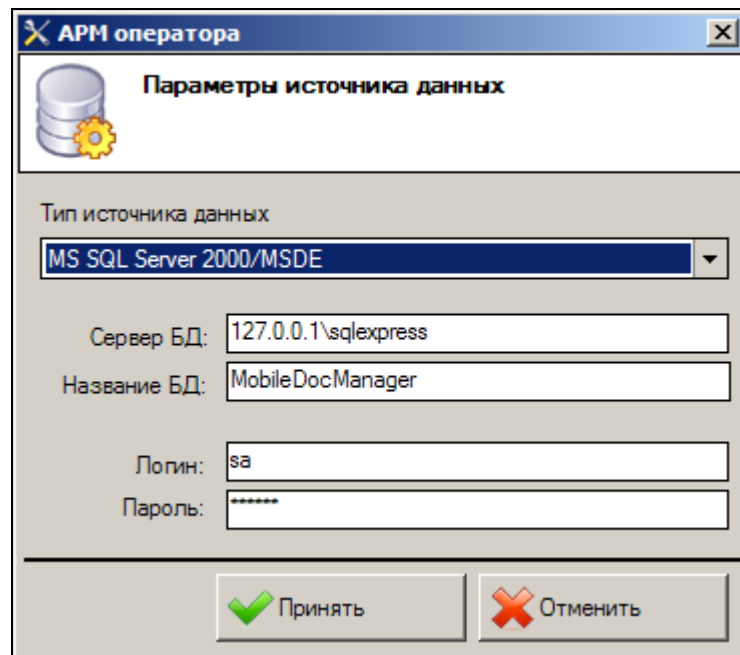 АРМ оператора
Параметры источника данных
Тип источника данных
MS SQL Server 2000/MSDE
Сервер БД: 127.0.0.1\sqlexpress
Название БД: MobileDocManager
Логин: sa
Пароль: ******
Принять Отменить